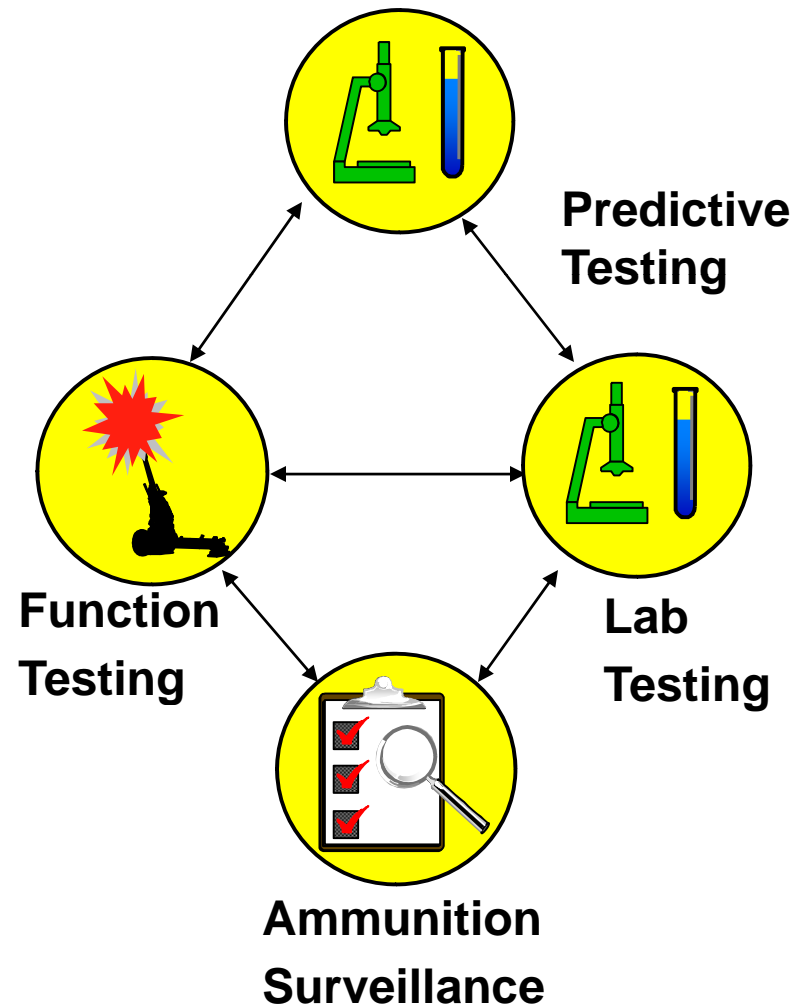 Predictive
Testing
Function
Testing
Lab
Testing
Ammunition
Surveillance